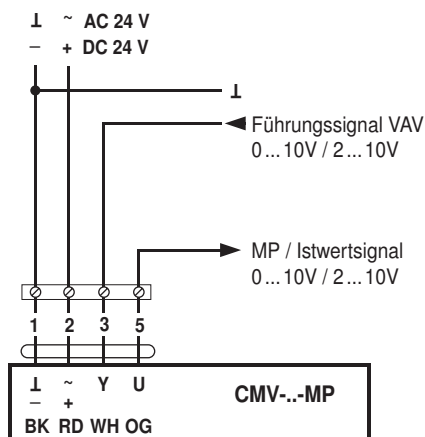 ⊥ ~ AC 24 V
– + DC 24 V
⊥
Führungssignal VAV
0...10V / 2...10V
MP / Istwertsignal
0...10V / 2...10V
1 2 3 5
⊥ ~ Y U
– +
CMV-..-MP
BK RD WH OG